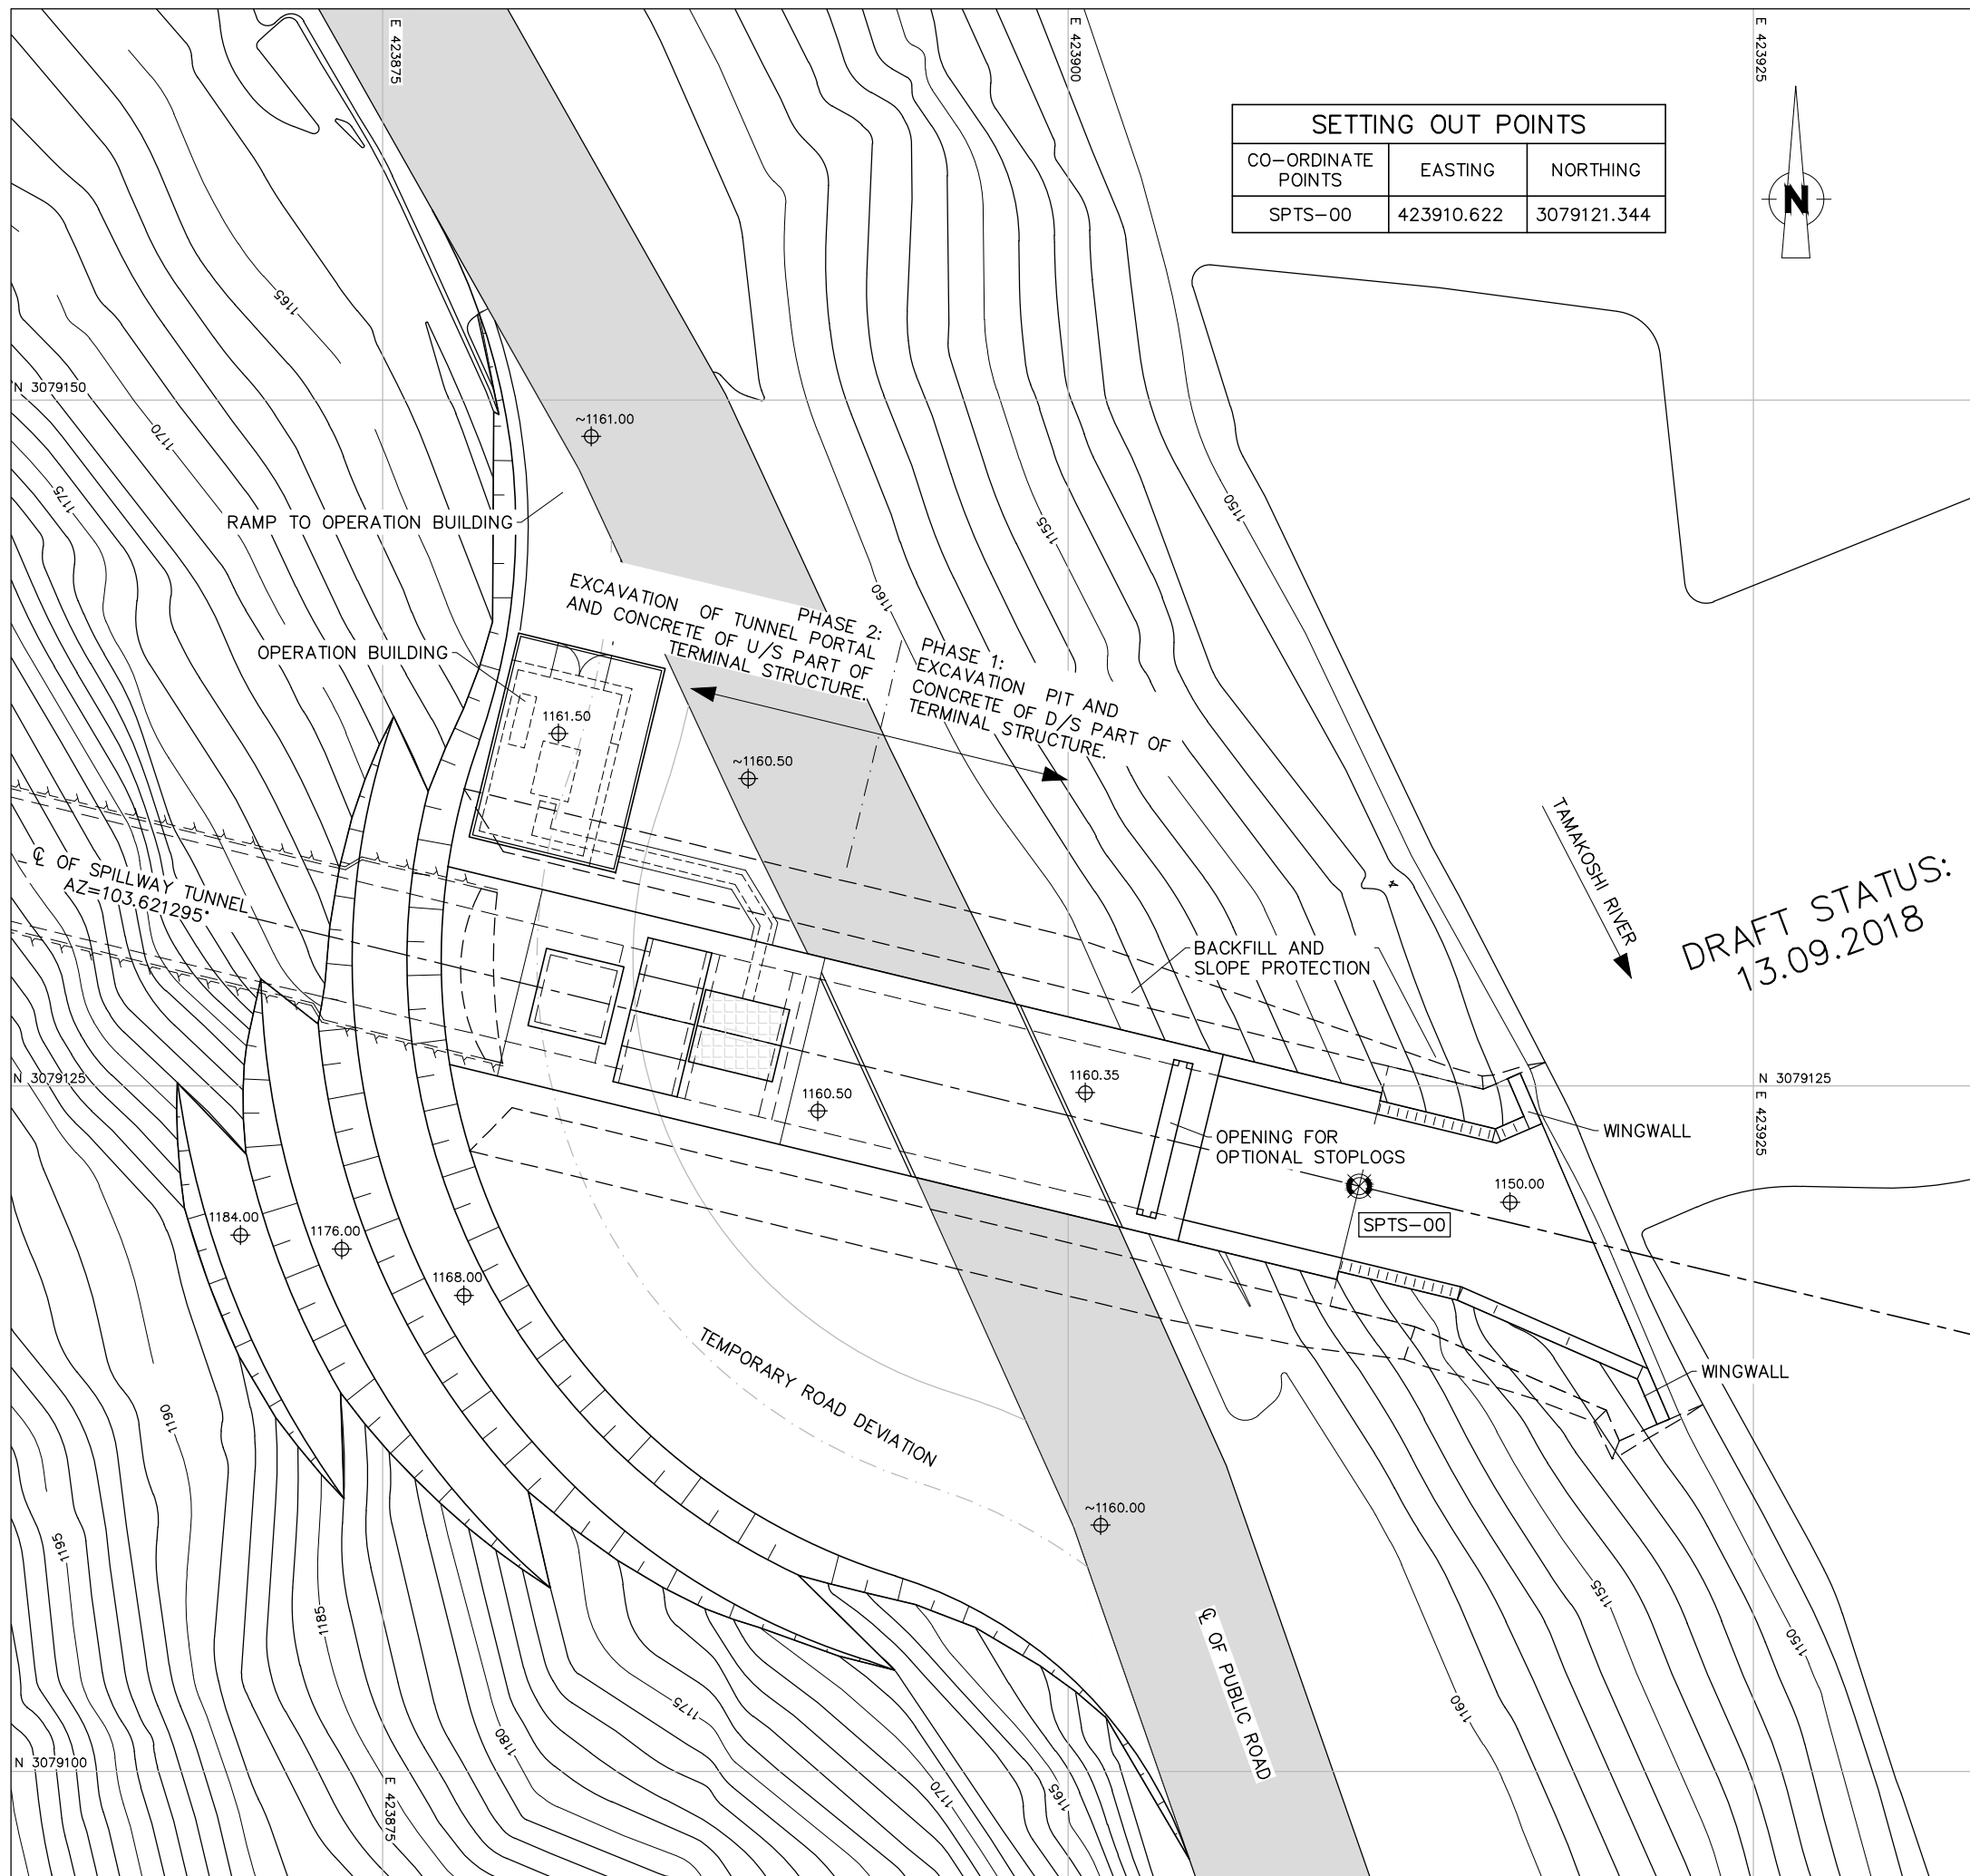 E 423875
E 423900
E 423925
SETTING OUT POINTS
CO-ORDINATE POINTS
EASTING
NORTHING
SPTS-00
423910.622
3079121.344
N
1165
N 3079150
~1161.00
1170
1175
1150
RAMP TO OPERATION BUILDING
1155
1160
PHASE 2:
EXCAVATION OF TUNNEL PORTAL
AND CONCRETE OF U/S PART OF
TERMINAL STRUCTURE.
PHASE 1:
EXCAVATION PIT AND
CONCRETE OF D/S PART OF
TERMINAL STRUCTURE.
OPERATION BUILDING
1161.50
~1160.50
TAMAKOSHI RIVER
℄ OF SPILLWAY TUNNEL
AZ=103.621295°
DRAFT STATUS:
13.09.2018
BACKFILL AND
SLOPE PROTECTION
N 3079125
1160.35
N 3079125
E 423925
1160.50
OPENING FOR
OPTIONAL STOPLOGS
WINGWALL
1150.00
SPTS-00
1184.00
1176.00
1168.00
TEMPORARY ROAD DEVIATION
WINGWALL
1190
~1160.00
1195
1185
℄ OF PUBLIC ROAD
1155
1150
1175
1180
1160
1170
1165
N 3079100
E 423875